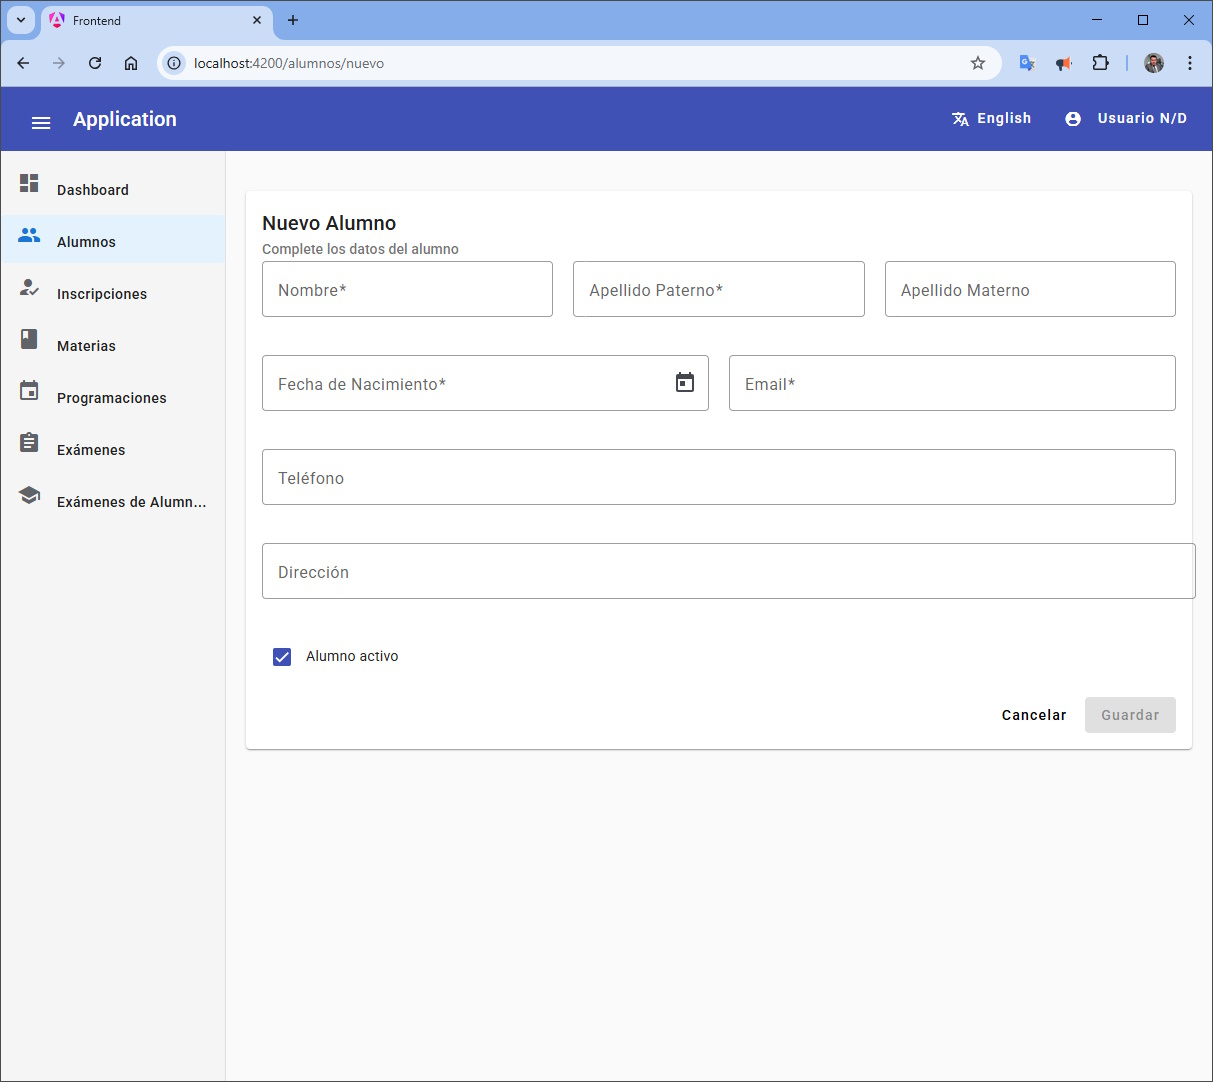 Frontend
localhost:4200/alumnos/nuevo
Application
English
Usuario N/D
Dashboard
Alumnos
Inscripciones
Materias
Programaciones
Exámenes
Exámenes de Alumn...
Nuevo Alumno
Complete los datos del alumno
Nombre*
Apellido Paterno*
Apellido Materno
Fecha de Nacimiento*
Email*
Teléfono
Dirección
Alumno activo
Cancelar
Guardar